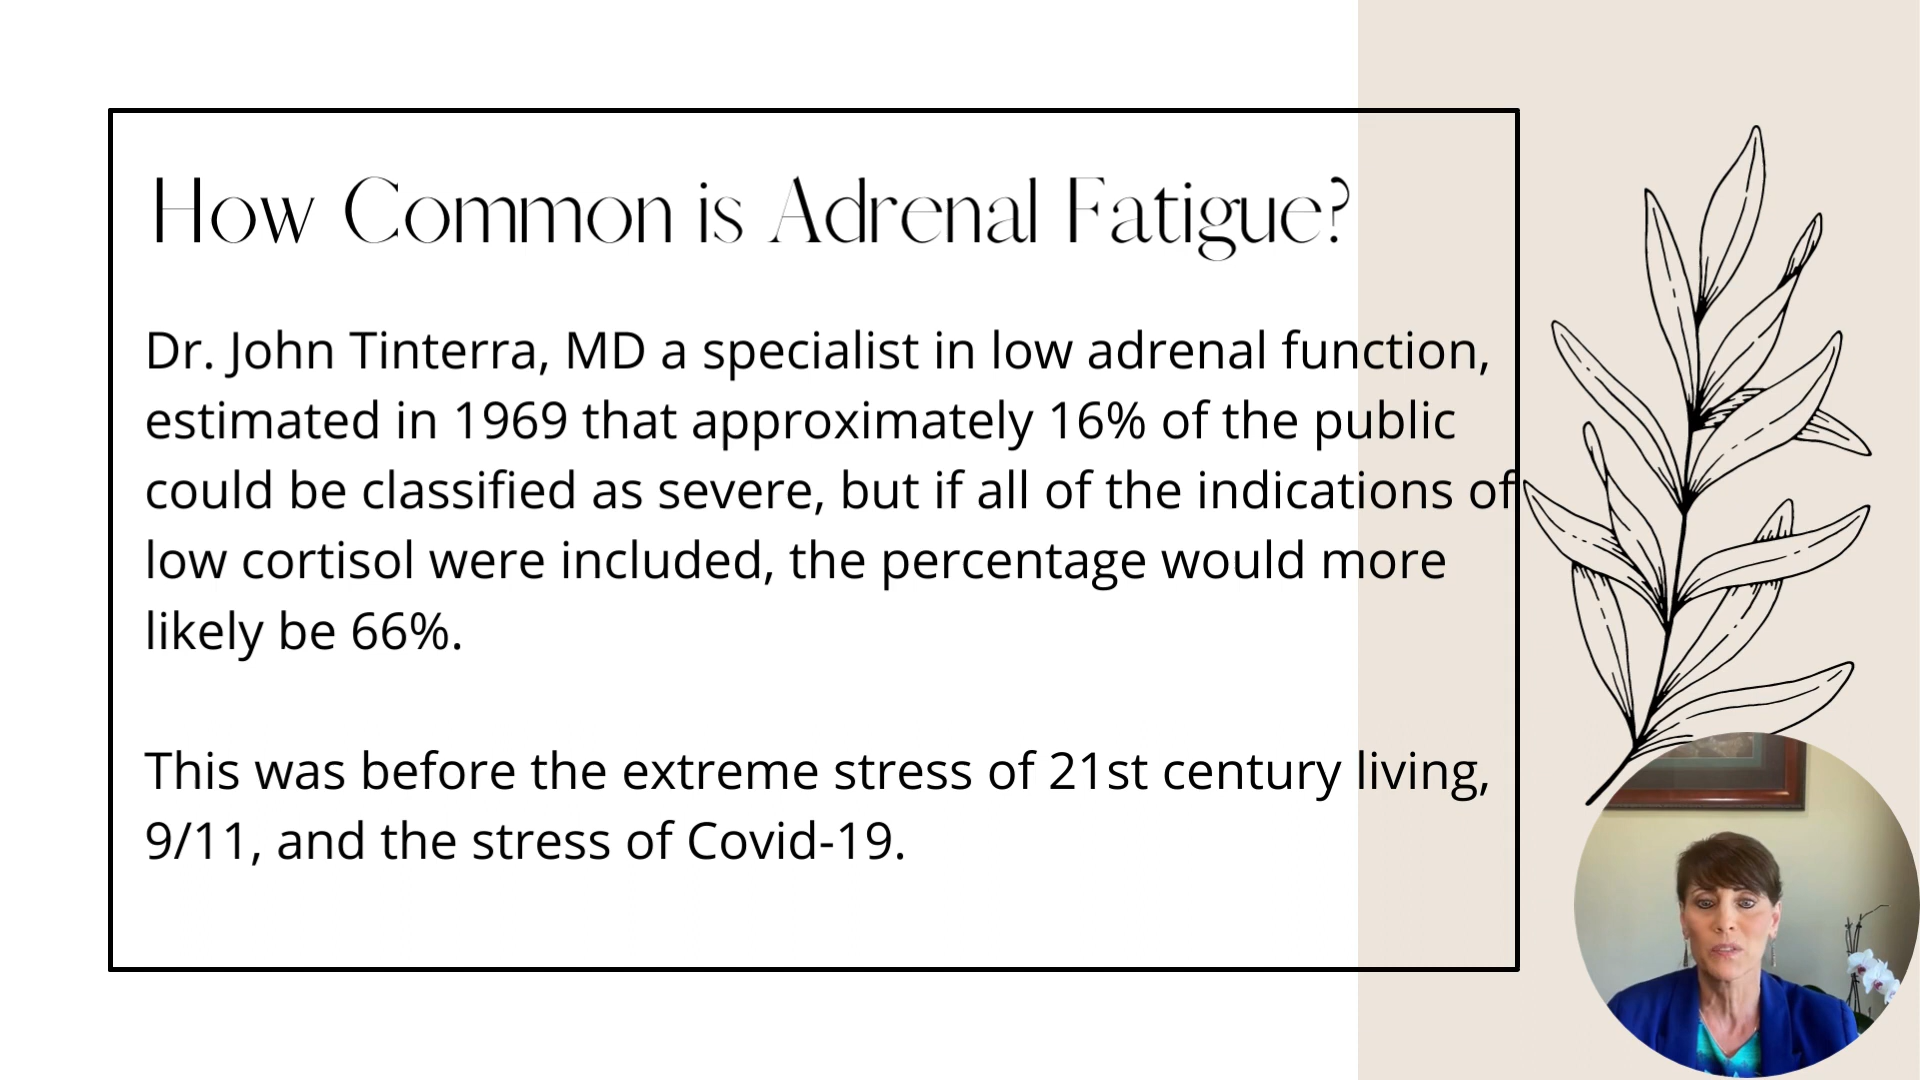 How Common is Adrenal Fatigue?
Dr. John Tinterra, MD a specialist in low adrenal function,
estimated in 1969 that approximately 16% of the public
could be classified as severe, but if all of the indications of
low cortisol were included, the percentage would more
likely be 66%.
This was before the extreme stress of 21st century living,
9/11, and the stress of Covid-19.